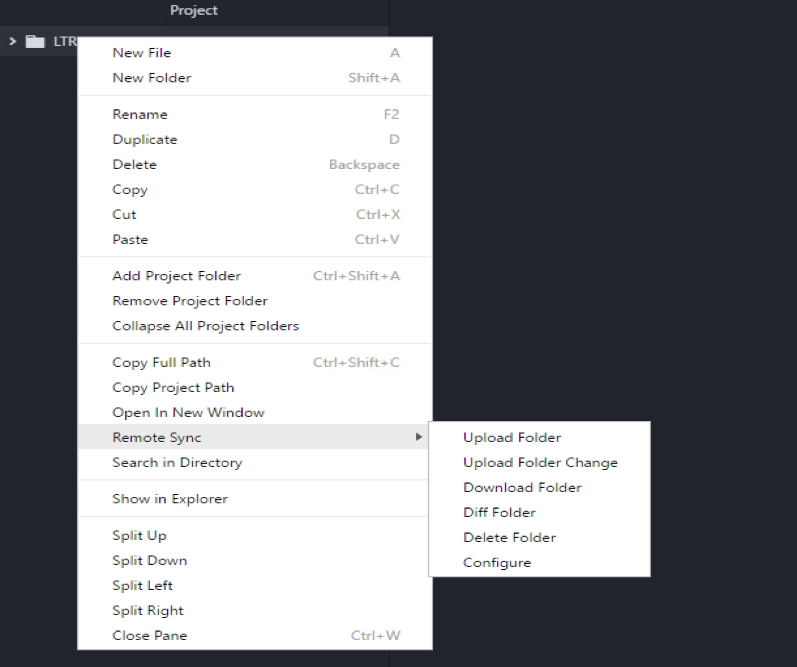 Project
LTR
New File A
New Folder Shift+A
Rename F2
Duplicate D
Delete Backspace
Copy Ctrl+C
Cut Ctrl+X
Paste Ctrl+V
Add Project Folder Ctrl+Shift+A
Remove Project Folder
Collapse All Project Folders
Copy Full Path Ctrl+Shift+C
Copy Project Path
Open In New Window
Remote Sync
Search in Directory
Show in Explorer
Split Up
Split Down
Split Left
Split Right
Close Pane Ctrl+W
Upload Folder
Upload Folder Change
Download Folder
Diff Folder
Delete Folder
Configure